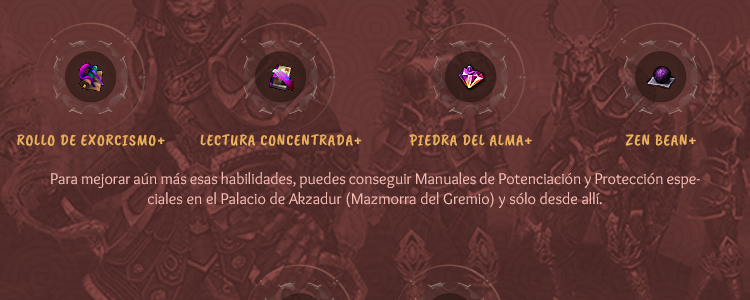 ROLLO DE EXORCISMO+ LECTURA CONCENTRADA+ PIEDRA DEL ALMA+ ZEN BEAN+
Para mejorar aún más esas habilidades, puedes conseguir Manuales de Potenciación y Protección espe-
ciales en el Palacio de Akzadur (Mazmorra del Gremio) y sólo desde allí.